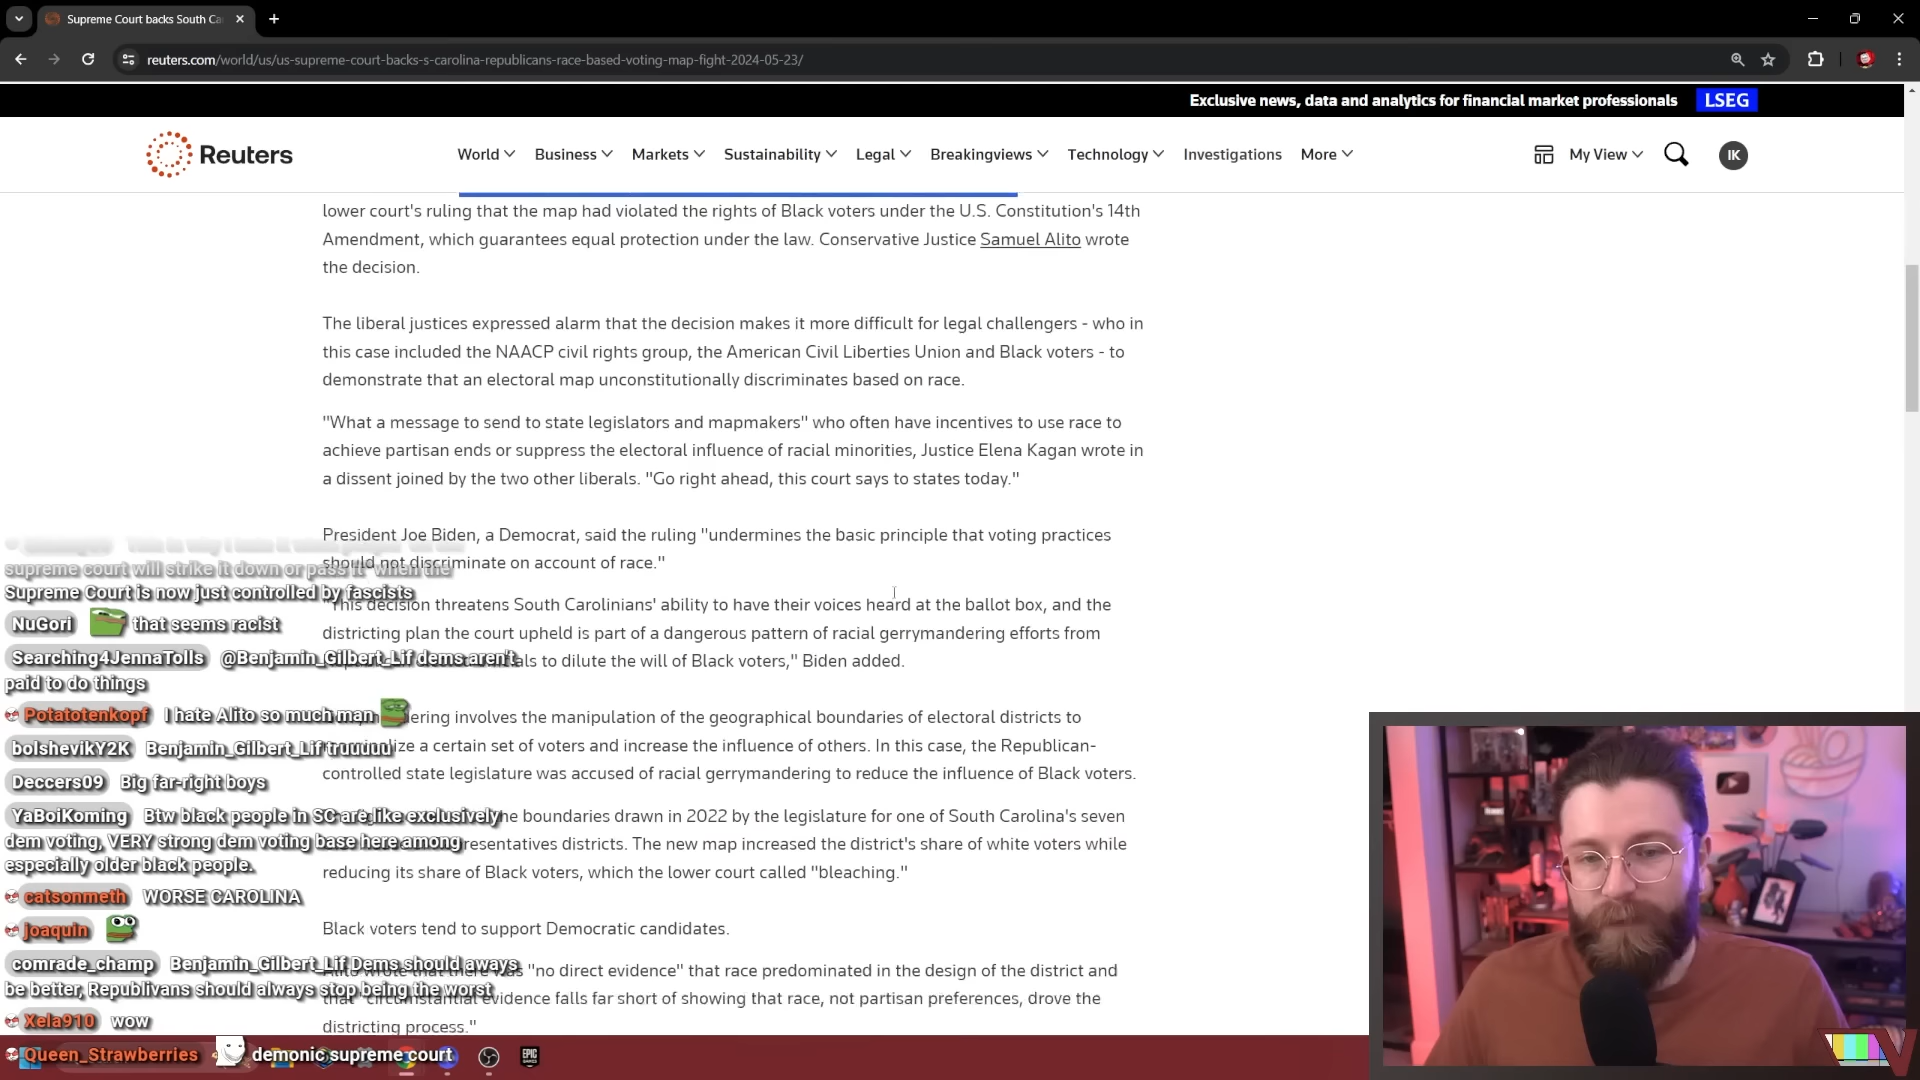 Supreme Court backs South Ca
reuters.com/world/us/us-supreme-court-backs-s-carolina-republicans-race-based-voting-map-fight-2024-05-23/
Exclusive news, data and analytics for financial market professionals LSEG
Reuters
World Business Markets Sustainability Legal Breakingviews Technology Investigations More My View IK
lower court's ruling that the map had violated the rights of Black voters under the U.S. Constitution's 14th
Amendment, which guarantees equal protection under the law. Conservative Justice Samuel Alito wrote
the decision.
The liberal justices expressed alarm that the decision makes it more difficult for legal challengers - who in
this case included the NAACP civil rights group, the American Civil Liberties Union and Black voters - to
demonstrate that an electoral map unconstitutionally discriminates based on race.
"What a message to send to state legislators and mapmakers" who often have incentives to use race to
achieve partisan ends or suppress the electoral influence of racial minorities, Justice Elena Kagan wrote in
a dissent joined by the two other liberals. "Go right ahead, this court says to states today."
President Joe Biden, a Democrat, said the ruling "undermines the basic principle that voting practices
should not discriminate on account of race."
"This decision threatens South Carolinians' ability to have their voices heard at the ballot box, and the
districting plan the court upheld is part of a dangerous pattern of racial gerrymandering efforts from
to dilute the will of Black voters," Biden added.
involves the manipulation of the geographical boundaries of electoral districts to
a certain set of voters and increase the influence of others. In this case, the Republican-
controlled state legislature was accused of racial gerrymandering to reduce the influence of Black voters.
the boundaries drawn in 2022 by the legislature for one of South Carolina's seven
districts. The new map increased the district's share of white voters while
reducing its share of Black voters, which the lower court called "bleaching."
Black voters tend to support Democratic candidates.
Alito wrote that there was "no direct evidence" that race predominated in the design of the district and
that "circumstantial evidence falls far short of showing that race, not partisan preferences, drove the
districting process."
supreme court will strike it down or pass it" when the
Supreme Court is now just controlled by fascists
NuGori that seems racist
Searching4JennaTolls @Benjamin_Gilbert_Lif dems aren't
paid to do things
Potatotenkopf I hate Alito so much man
bolshevikY2K Benjamin_Gilbert_Lif truuuuu
Deccers09 Big far-right boys
YaBoiKoming Btw black people in SC are like exclusively
dem voting, VERY strong dem voting base here among
especially older black people.
catsonmeth WORSE CAROLINA
joaquin
comrade_champ Benjamin_Gilbert_Lif Dems should aways
be better, Republivans should always stop being the worst
Xela910 wow
Queen_Strawberries demonic supreme court
EPIC
GAMES